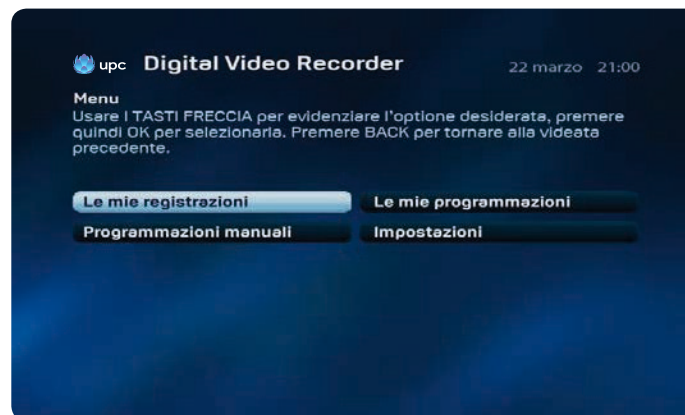 upc Digital Video Recorder 22 marzo 21:00
Menu
Usare I TASTI FRECCIA per evidenziare l'optione desiderata, premere
quindi OK per selezionarla. Premere BACK per tornare alla videata
precedente.
Le mie registrazioni Le mie programmazioni
Programmazioni manuali Impostazioni